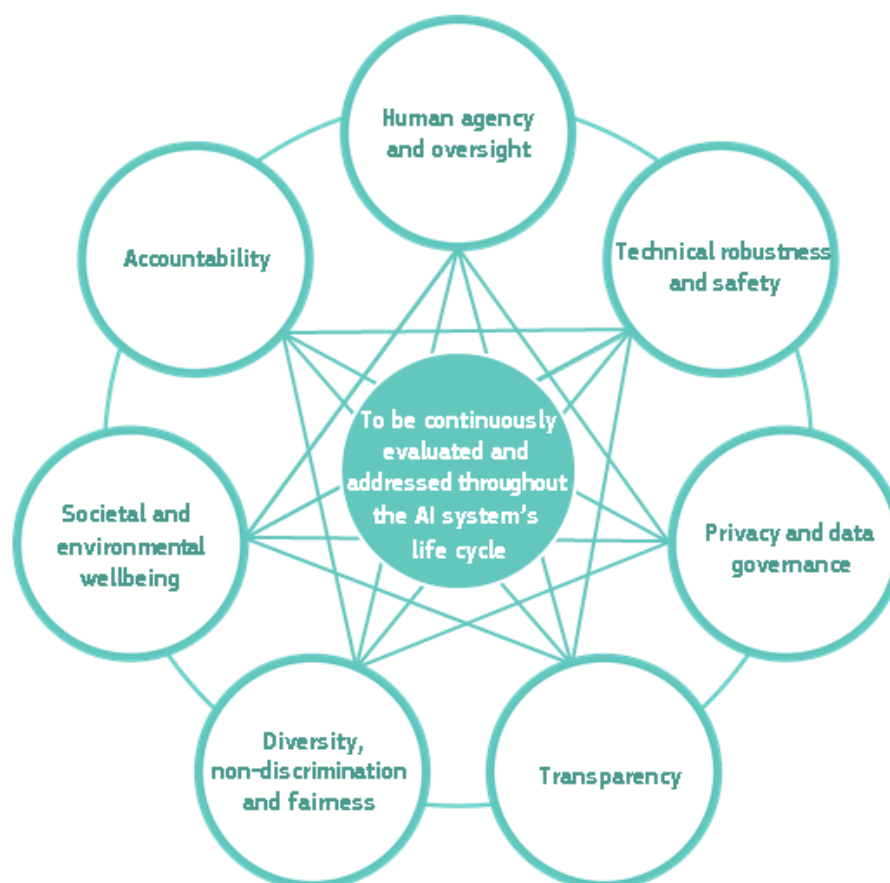 Human agency
and oversight
Technical robustness
and safety
Privacy and data
governance
Transparency
Diversity,
non-discrimination
and fairness
Societal and
environmental
wellbeing
Accountability
To be continuously
evaluated and
addressed throughout
the AI system's
life cycle